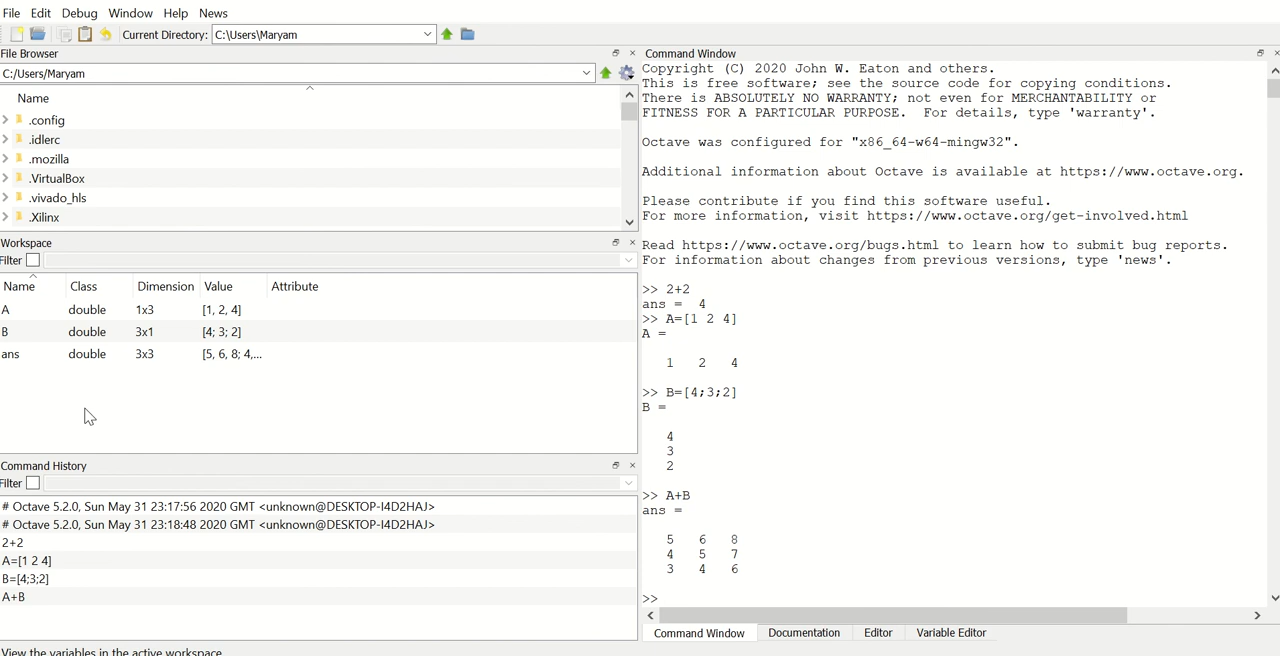 File Edit Debug Window Help News
Current Directory: C:\Users\Maryam
File Browser
C:/Users/Maryam
Name
.config
.idlerc
.mozilla
.VirtualBox
.vivado_hls
.Xilinx
Workspace
Filter
Name Class Dimension Value Attribute
A double 1x3 [1, 2, 4]
B double 3x1 [4; 3; 2]
ans double 3x3 [5, 6, 8; 4,...
Command History
Filter
# Octave 5.2.0, Sun May 31 23:17:56 2020 GMT <unknown@DESKTOP-I4D2HAJ>
# Octave 5.2.0, Sun May 31 23:18:48 2020 GMT <unknown@DESKTOP-I4D2HAJ>
2+2
A=[1 2 4]
B=[4;3;2]
A+B
View the variables in the active workspace.
Command Window
Copyright (C) 2020 John W. Eaton and others.
This is free software; see the source code for copying conditions.
There is ABSOLUTELY NO WARRANTY; not even for MERCHANTABILITY or
FITNESS FOR A PARTICULAR PURPOSE.  For details, type 'warranty'.
Octave was configured for "x86_64-w64-mingw32".
Additional information about Octave is available at https://www.octave.org.
Please contribute if you find this software useful.
For more information, visit https://www.octave.org/get-involved.html
Read https://www.octave.org/bugs.html to learn how to submit bug reports.
For information about changes from previous versions, type 'news'.
>> 2+2
ans = 4
>> A=[1 2 4]
A =
1 2 4
>> B=[4;3;2]
B =
4
3
2
>> A+B
ans =
5 6 8
4 5 7
3 4 6
>>
Command Window Documentation Editor Variable Editor